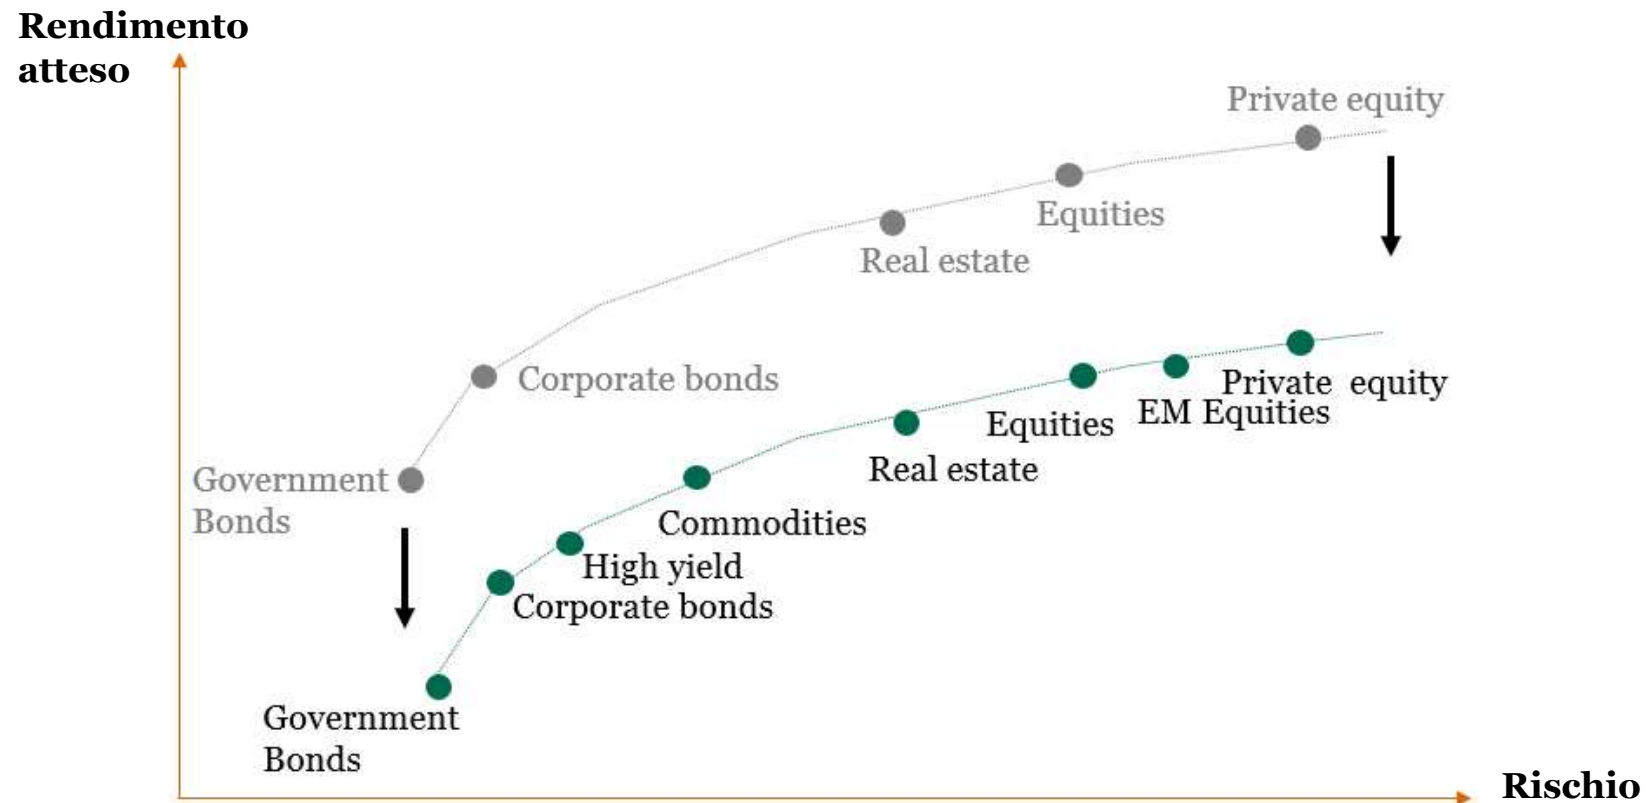 Rendimento
atteso
Private equity
Equities
Real estate
Corporate bonds
Government
Bonds
Private  equity
EM Equities
Equities
Real estate
Commodities
High yield
Corporate bonds
Government
Bonds
Rischio